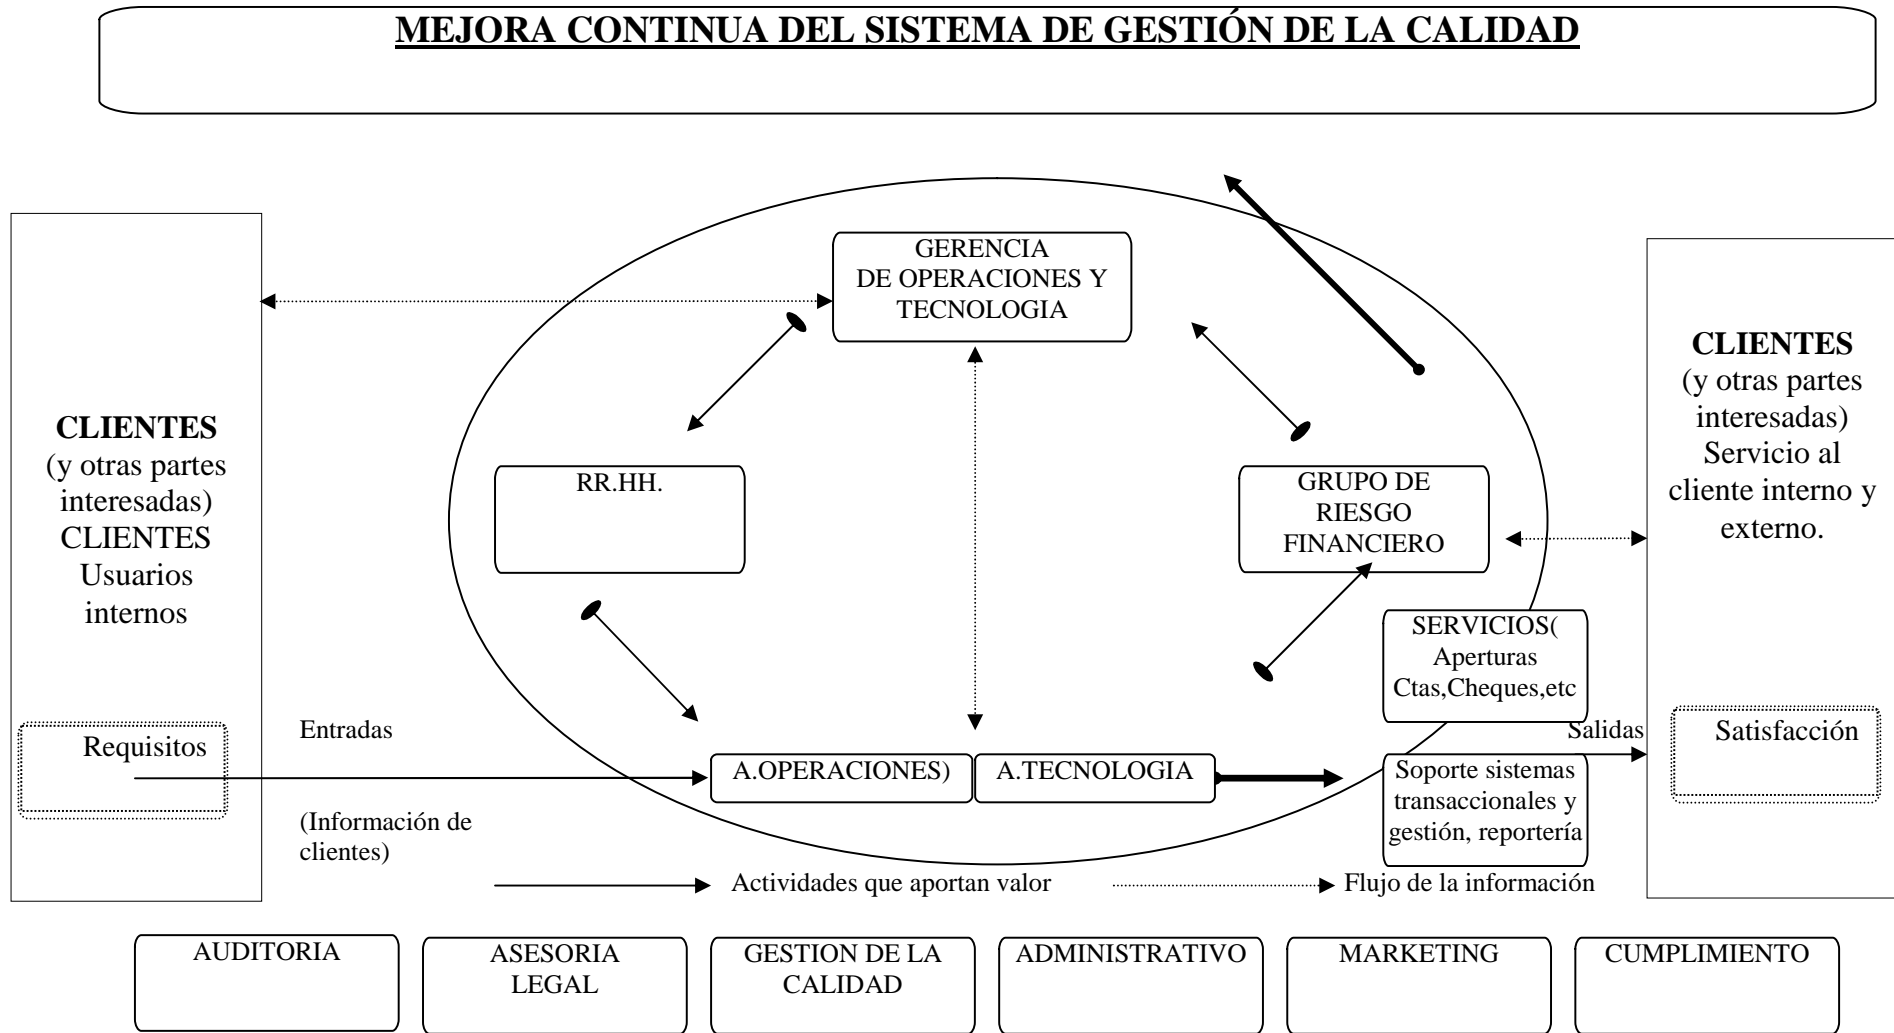 MEJORA CONTINUA DEL SISTEMA DE GESTIÓN DE LA CALIDAD
GERENCIA
DE OPERACIONES Y
TECNOLOGIA
CLIENTES
(y otras partes
interesadas)
CLIENTES
Usuarios
internos
RR.HH.
GRUPO DE
RIESGO
FINANCIERO
CLIENTES
(y otras partes
interesadas)
Servicio al
cliente interno y
externo.
SERVICIOS(
Aperturas
Ctas,Cheques,etc
Requisitos
Entradas
(Información de
clientes)
A.OPERACIONES)
A.TECNOLOGIA
Soporte sistemas
transaccionales y
gestión, reportería
Salidas
Satisfacción
Actividades que aportan valor
Flujo de la información
AUDITORIA
ASESORIA
LEGAL
GESTION DE LA
CALIDAD
ADMINISTRATIVO
MARKETING
CUMPLIMIENTO